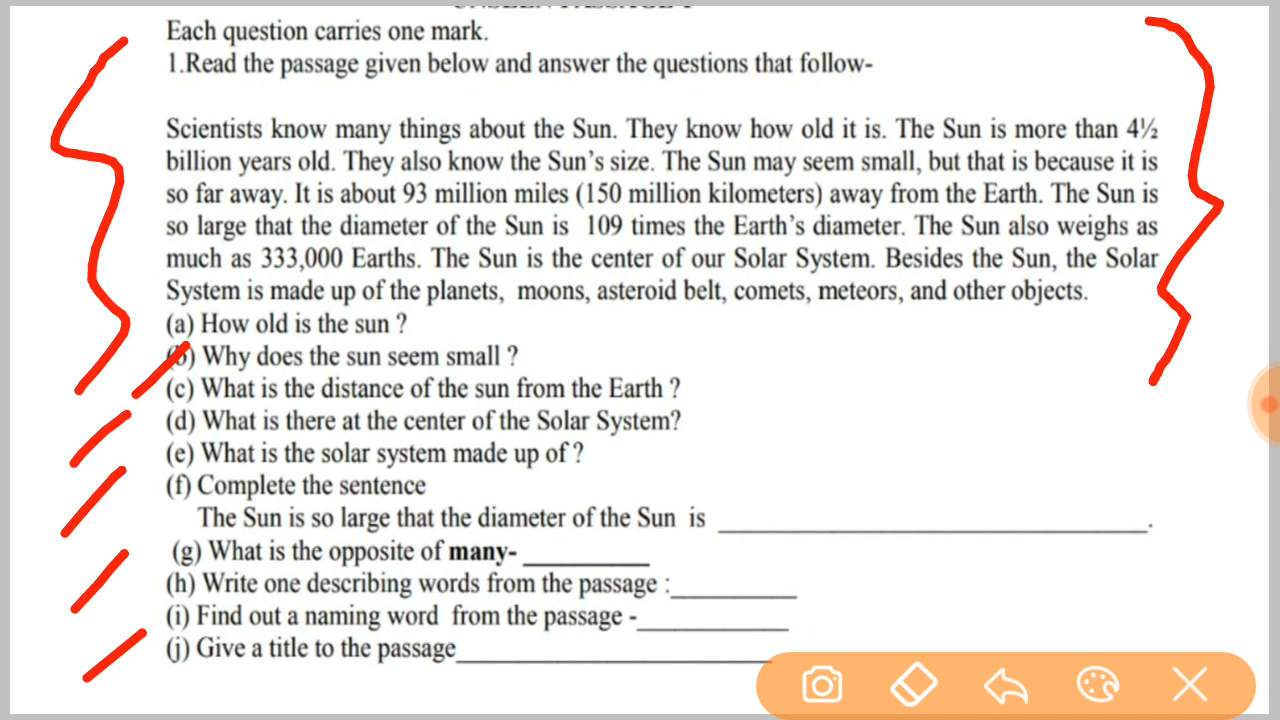 Each question carries one mark.
1.Read the passage given below and answer the questions that follow-
Scientists know many things about the Sun. They know how old it is. The Sun is more than 4½
billion years old. They also know the Sun's size. The Sun may seem small, but that is because it is
so far away. It is about 93 million miles (150 million kilometers) away from the Earth. The Sun is
so large that the diameter of the Sun is 109 times the Earth's diameter. The Sun also weighs as
much as 333,000 Earths. The Sun is the center of our Solar System. Besides the Sun, the Solar
System is made up of the planets, moons, asteroid belt, comets, meteors, and other objects.
(a) How old is the sun ?
(b) Why does the sun seem small ?
(c) What is the distance of the sun from the Earth ?
(d) What is there at the center of the Solar System?
(e) What is the solar system made up of ?
(f) Complete the sentence
The Sun is so large that the diameter of the Sun is ____________________.
(g) What is the opposite of many- __________
(h) Write one describing words from the passage :__________
(i) Find out a naming word from the passage -__________
(j) Give a title to the passage____________________